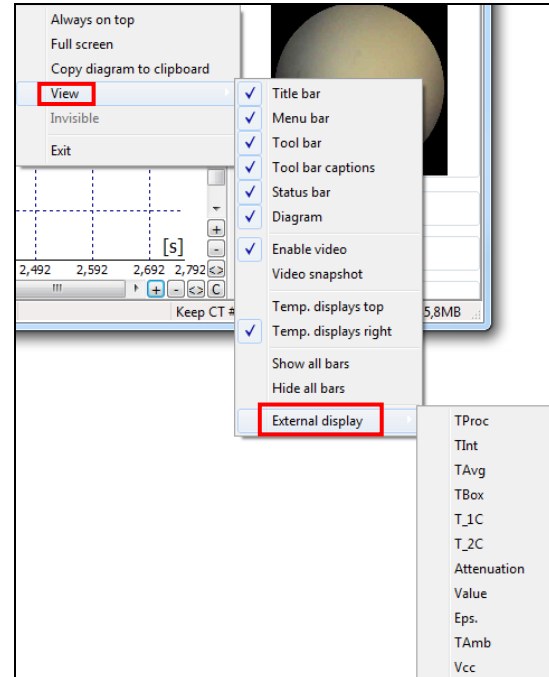 Always on top
Full screen
Copy diagram to clipboard
View
Invisible
Exit
Title bar
Menu bar
Tool bar
Tool bar captions
Status bar
Diagram
Enable video
Video snapshot
Temp. displays top
Temp. displays right
Show all bars
Hide all bars
External display
[s]
+
-
2,492 2,592 2,692 2,792 <>
+ - <> C
Keep CT #
5,8MB
TProc
TInt
TAvg
TBox
T_1C
T_2C
Attenuation
Value
Eps.
TAmb
Vcc